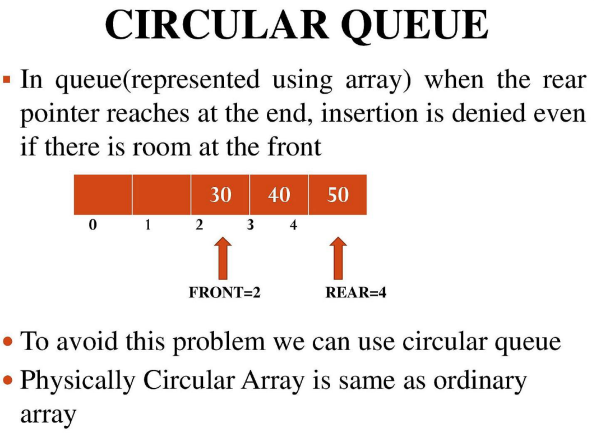 CIRCULAR QUEUE
In queue(represented using array) when the rear
pointer reaches at the end, insertion is denied even
if there is room at the front
30 40 50
0 1 2 3 4
FRONT=2 REAR=4
To avoid this problem we can use circular queue
Physically Circular Array is same as ordinary
array